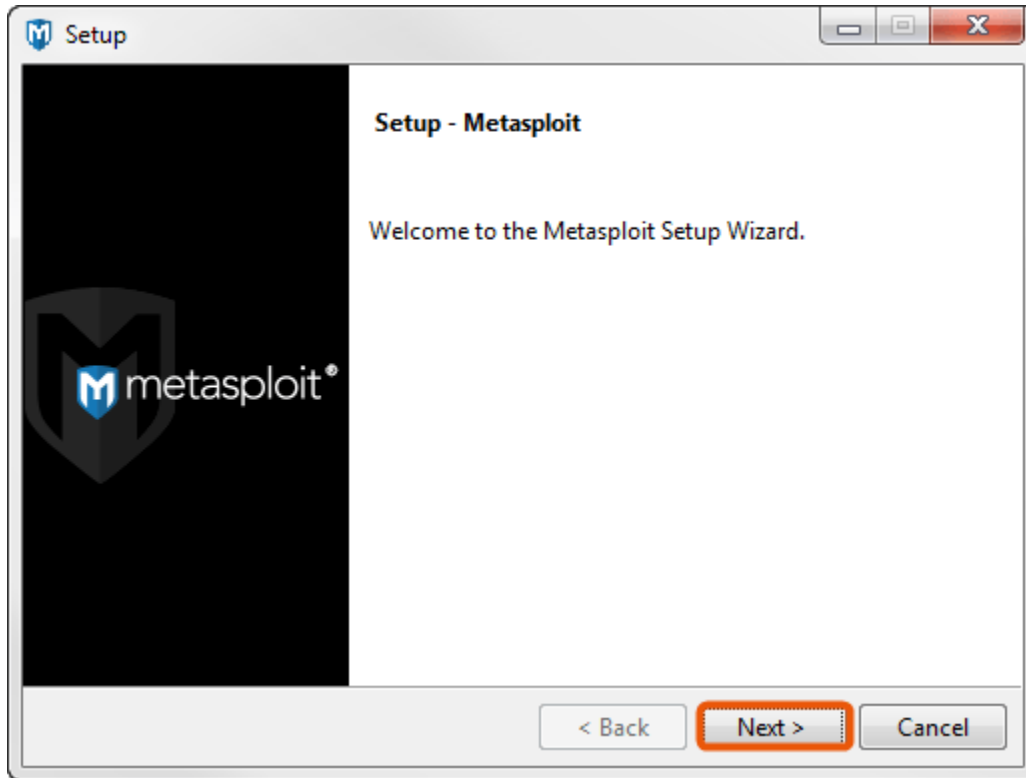 Setup
Setup - Metasploit
Welcome to the Metasploit Setup Wizard.
metasploit®
< Back
Next >
Cancel